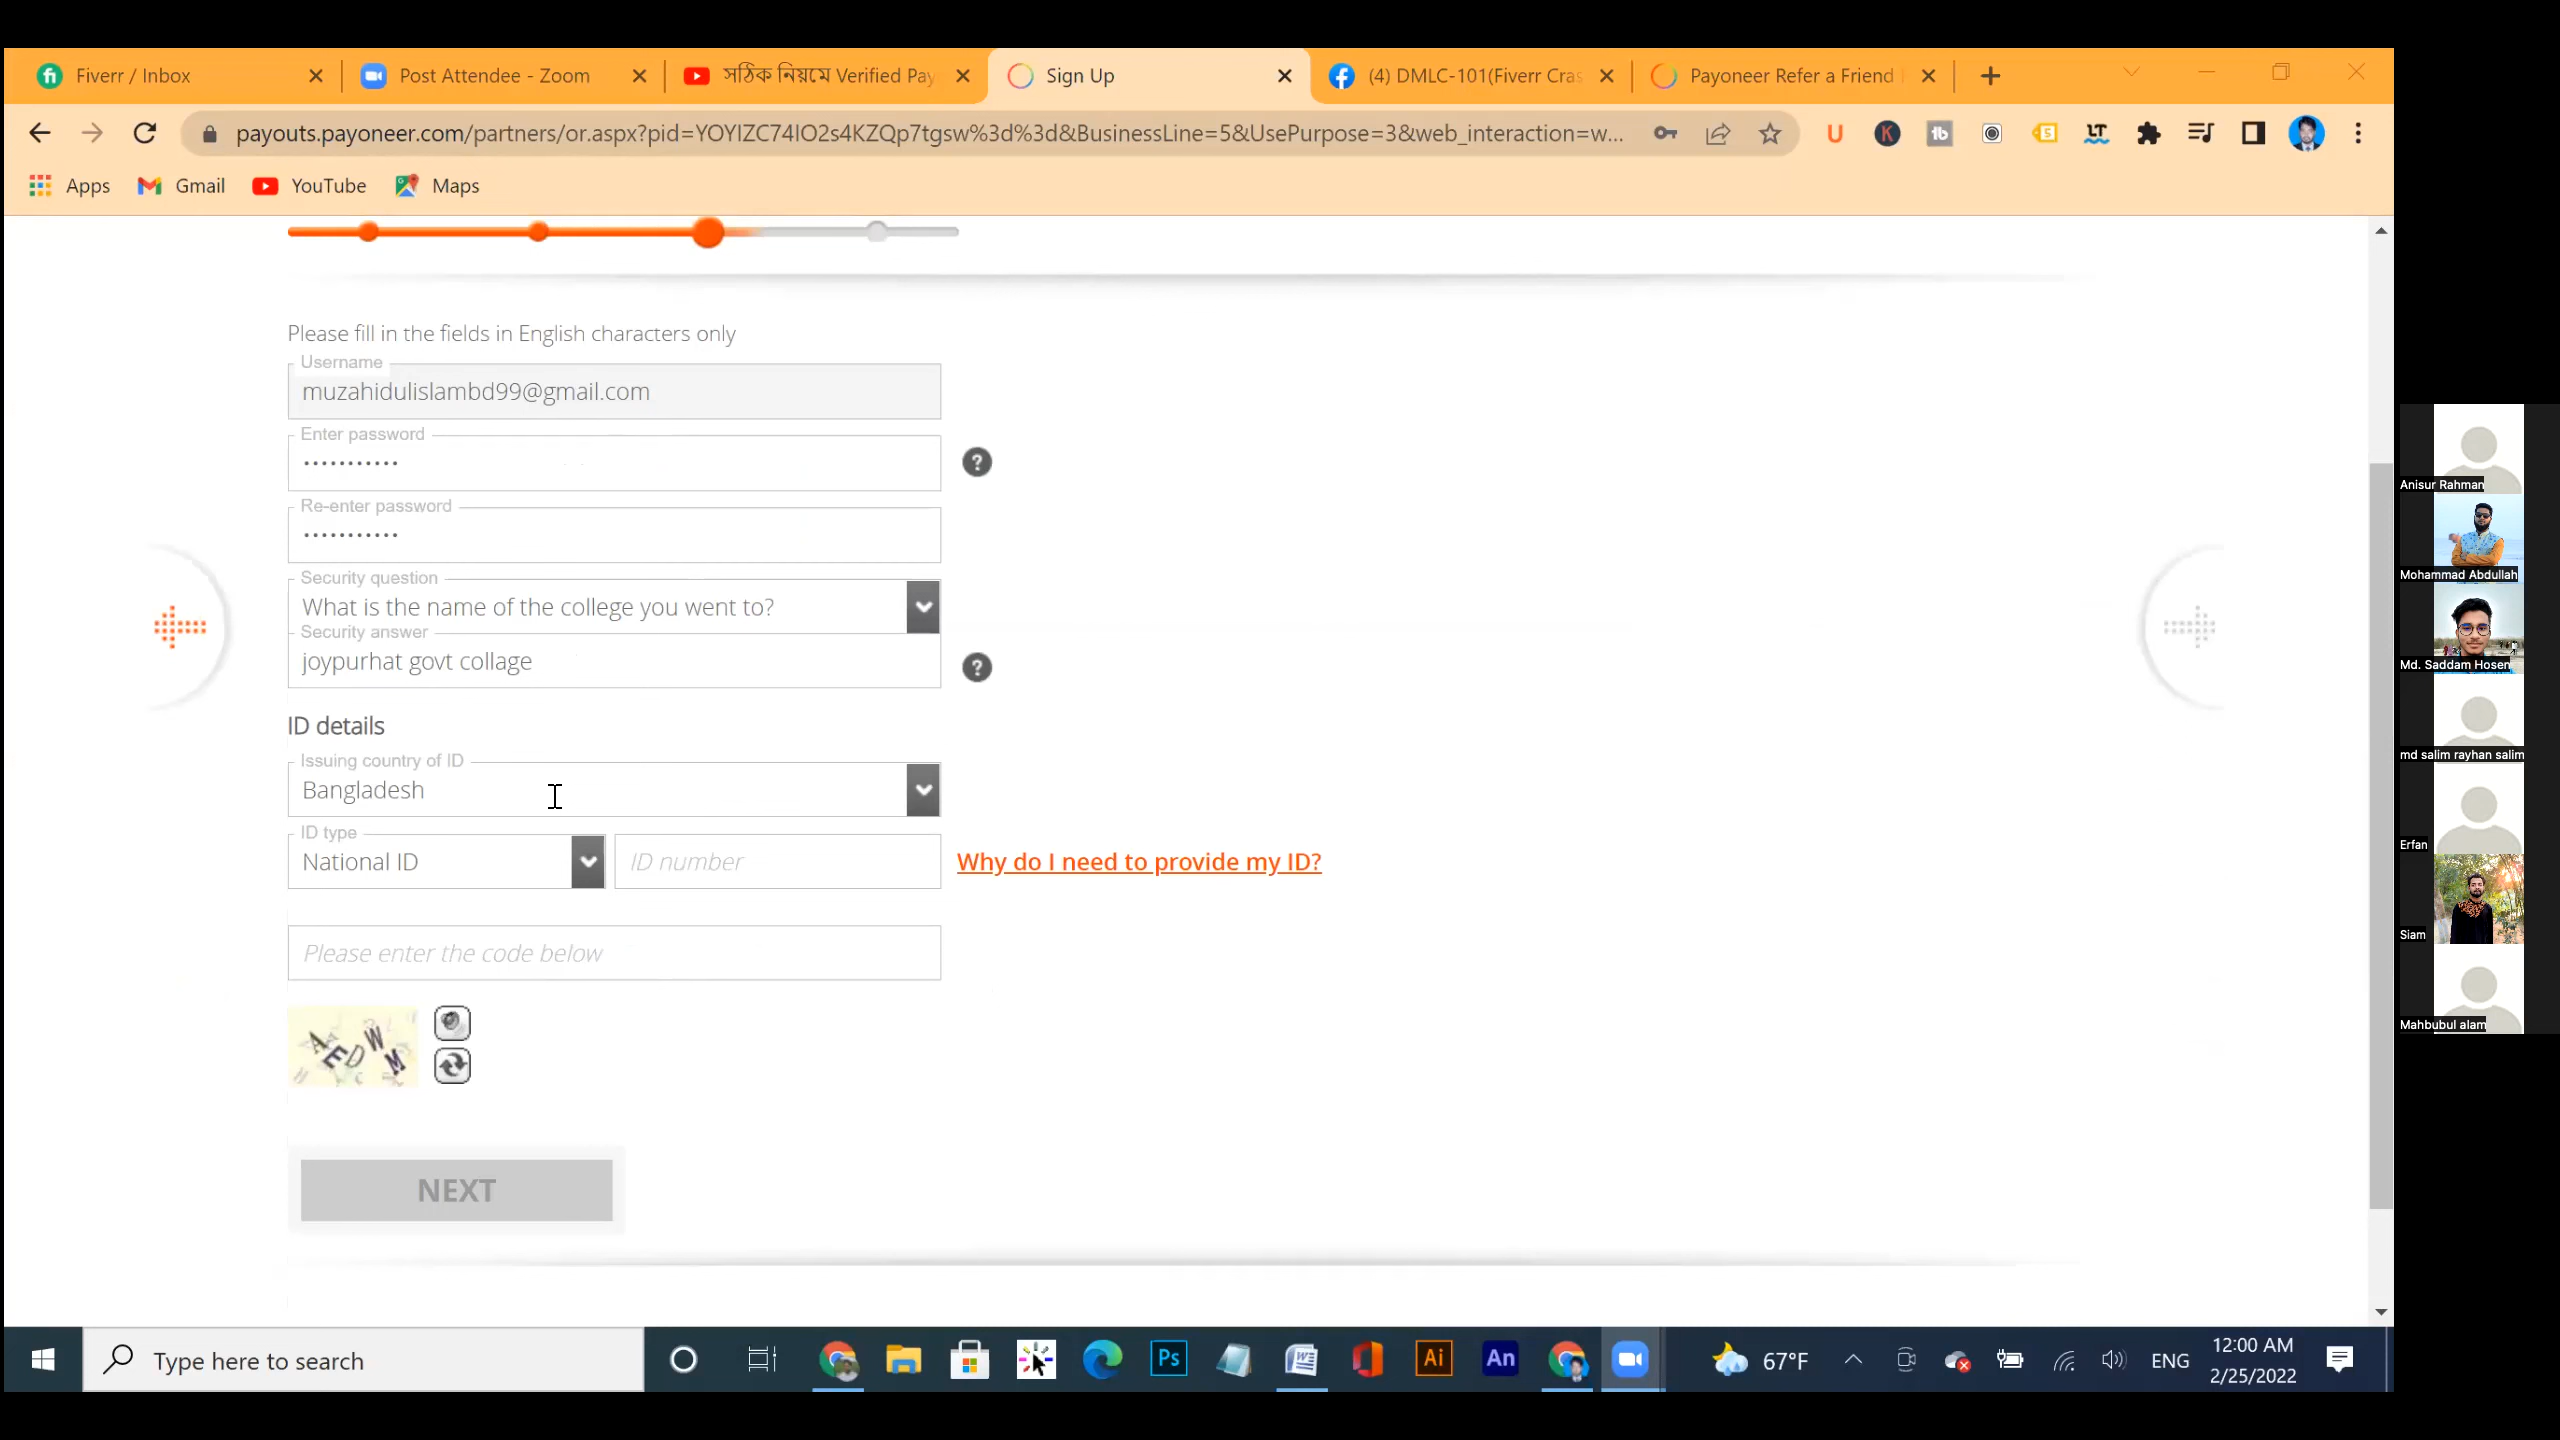 Fiverr / Inbox
Post Attendee - Zoom
সঠিক নিয়মে Verified Pay
Sign Up
(4) DMLC-101(Fiverr Cras
Payoneer Refer a Friend
payouts.payoneer.com/partners/or.aspx?pid=YOYIZC74IO2s4KZQp7tgsw%3d%3d&BusinessLine=5&UsePurpose=3&web_interaction=w...
Apps
Gmail
YouTube
Maps
Please fill in the fields in English characters only
Username
muzahidulislambd99@gmail.com
Enter password
Re-enter password
Security question
What is the name of the college you went to?
Security answer
joypurhat govt collage
ID details
Issuing country of ID
Bangladesh
ID type
National ID
ID number
Why do I need to provide my ID?
Please enter the code below
AEDWM
NEXT
Anisur Rahman
Mohammad Abdullah
Md. Saddam Hosen
md salim rayhan salim
Erfan
Siam
Mahbubul alam
Type here to search
Ps
Ai
An
67°F
ENG
12:00 AM
2/25/2022